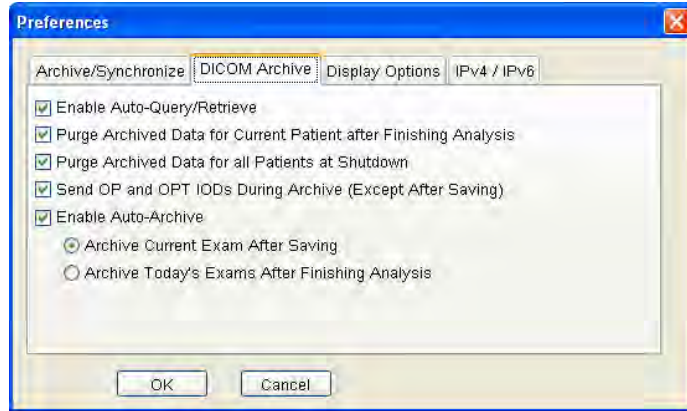 Preferences
Archive/Synchronize DICOM Archive Display Options IPv4 / IPv6
Enable Auto-Query/Retrieve
Purge Archived Data for Current Patient after Finishing Analysis
Purge Archived Data for all Patients at Shutdown
Send OP and OPT IODs During Archive (Except After Saving)
Enable Auto-Archive
Archive Current Exam After Saving
Archive Today's Exams After Finishing Analysis
OK Cancel